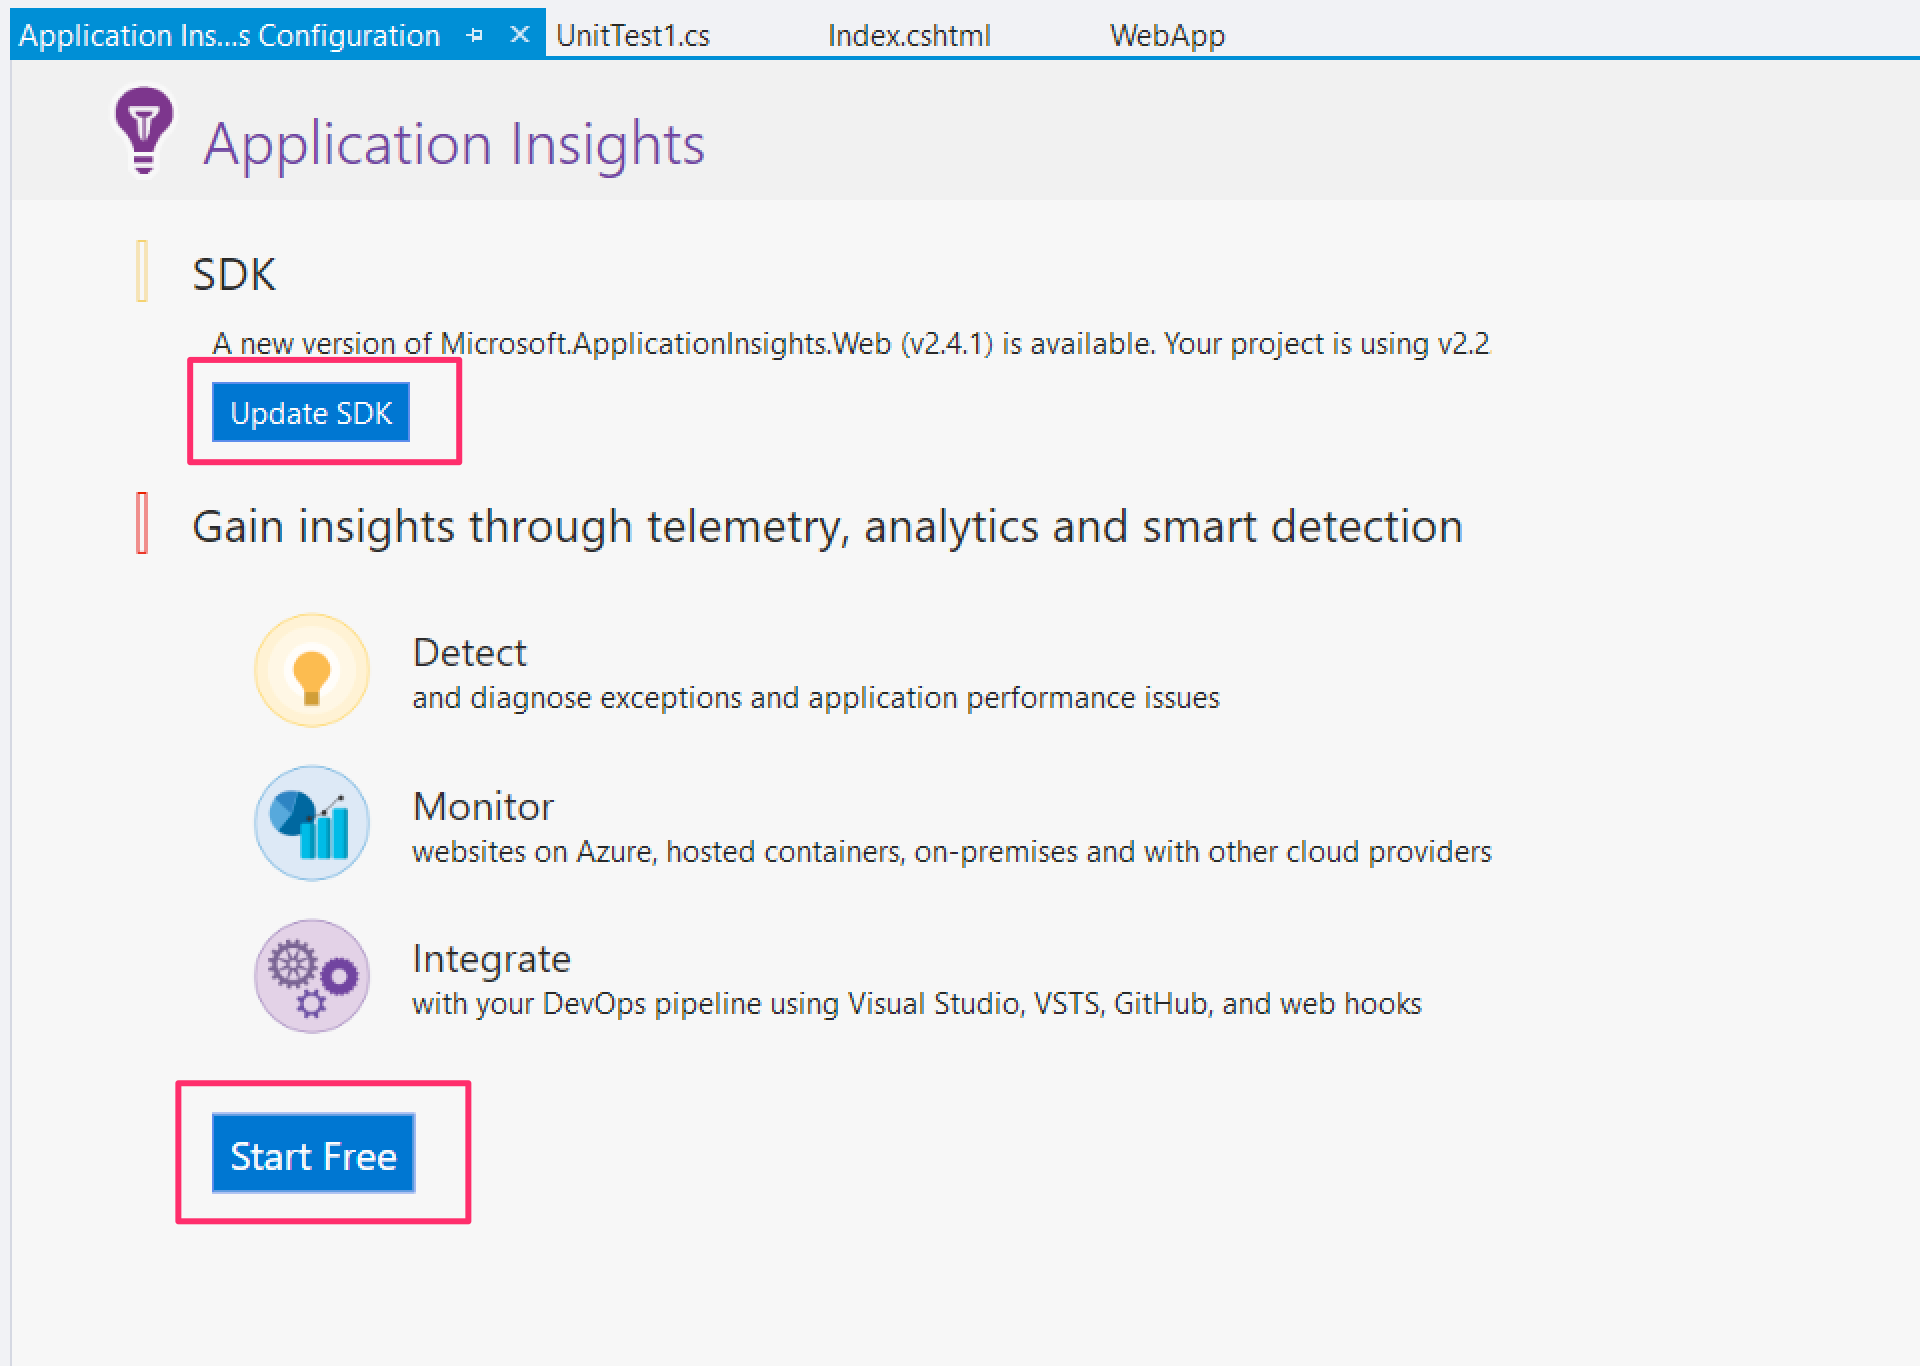 Application Ins...s Configuration
UnitTest1.cs
Index.cshtml
WebApp
Application Insights
SDK
A new version of Microsoft.ApplicationInsights.Web (v2.4.1) is available. Your project is using v2.2
Update SDK
Gain insights through telemetry, analytics and smart detection
Detect
and diagnose exceptions and application performance issues
Monitor
websites on Azure, hosted containers, on-premises and with other cloud providers
Integrate
with your DevOps pipeline using Visual Studio, VSTS, GitHub, and web hooks
Start Free